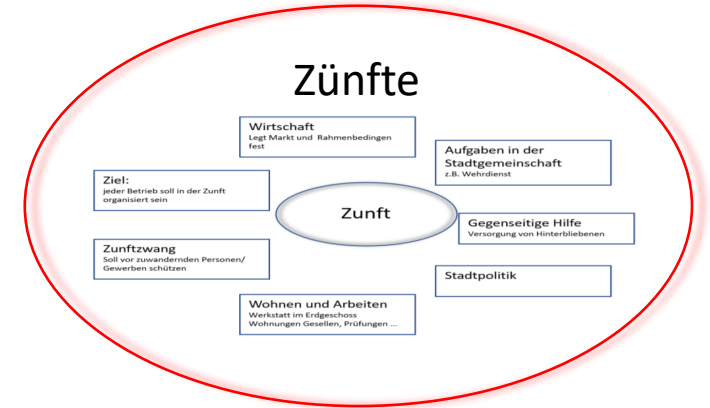 Zünfte
Wirtschaft
Legt Markt und Rahmenbedingen
fest
Aufgaben in der
Stadtgemeinschaft
z.B. Wehrdienst
Ziel:
jeder Betrieb soll in der Zunft
organisiert sein
Zunft
Gegenseitige Hilfe
Versorgung von Hinterbliebenen
Zunftzwang
Soll vor zuwandernden Personen/
Gewerben schützen
Stadtpolitik
Wohnen und Arbeiten
Werkstatt im Erdgeschoss
Wohnungen Gesellen, Prüfungen ...